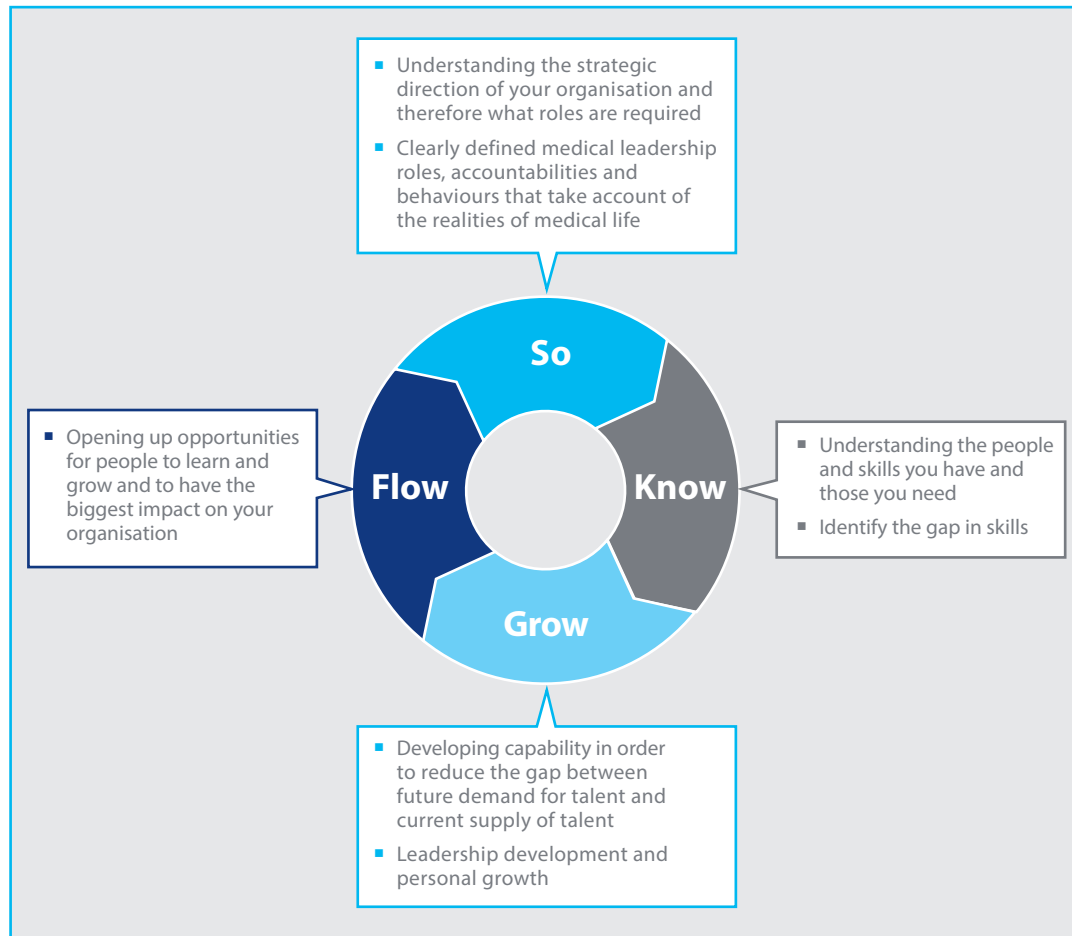 ▪ Understanding the strategic
direction of your organisation and
therefore what roles are required
▪ Clearly defined medical leadership
roles, accountabilities and
behaviours that take account of
the realities of medical life
So
Know
▪ Understanding the people
and skills you have and
those you need
▪ Identify the gap in skills
Grow
▪ Developing capability in order
to reduce the gap between
future demand for talent and
current supply of talent
▪ Leadership development and
personal growth
Flow
▪ Opening up opportunities
for people to learn and
grow and to have the
biggest impact on your
organisation